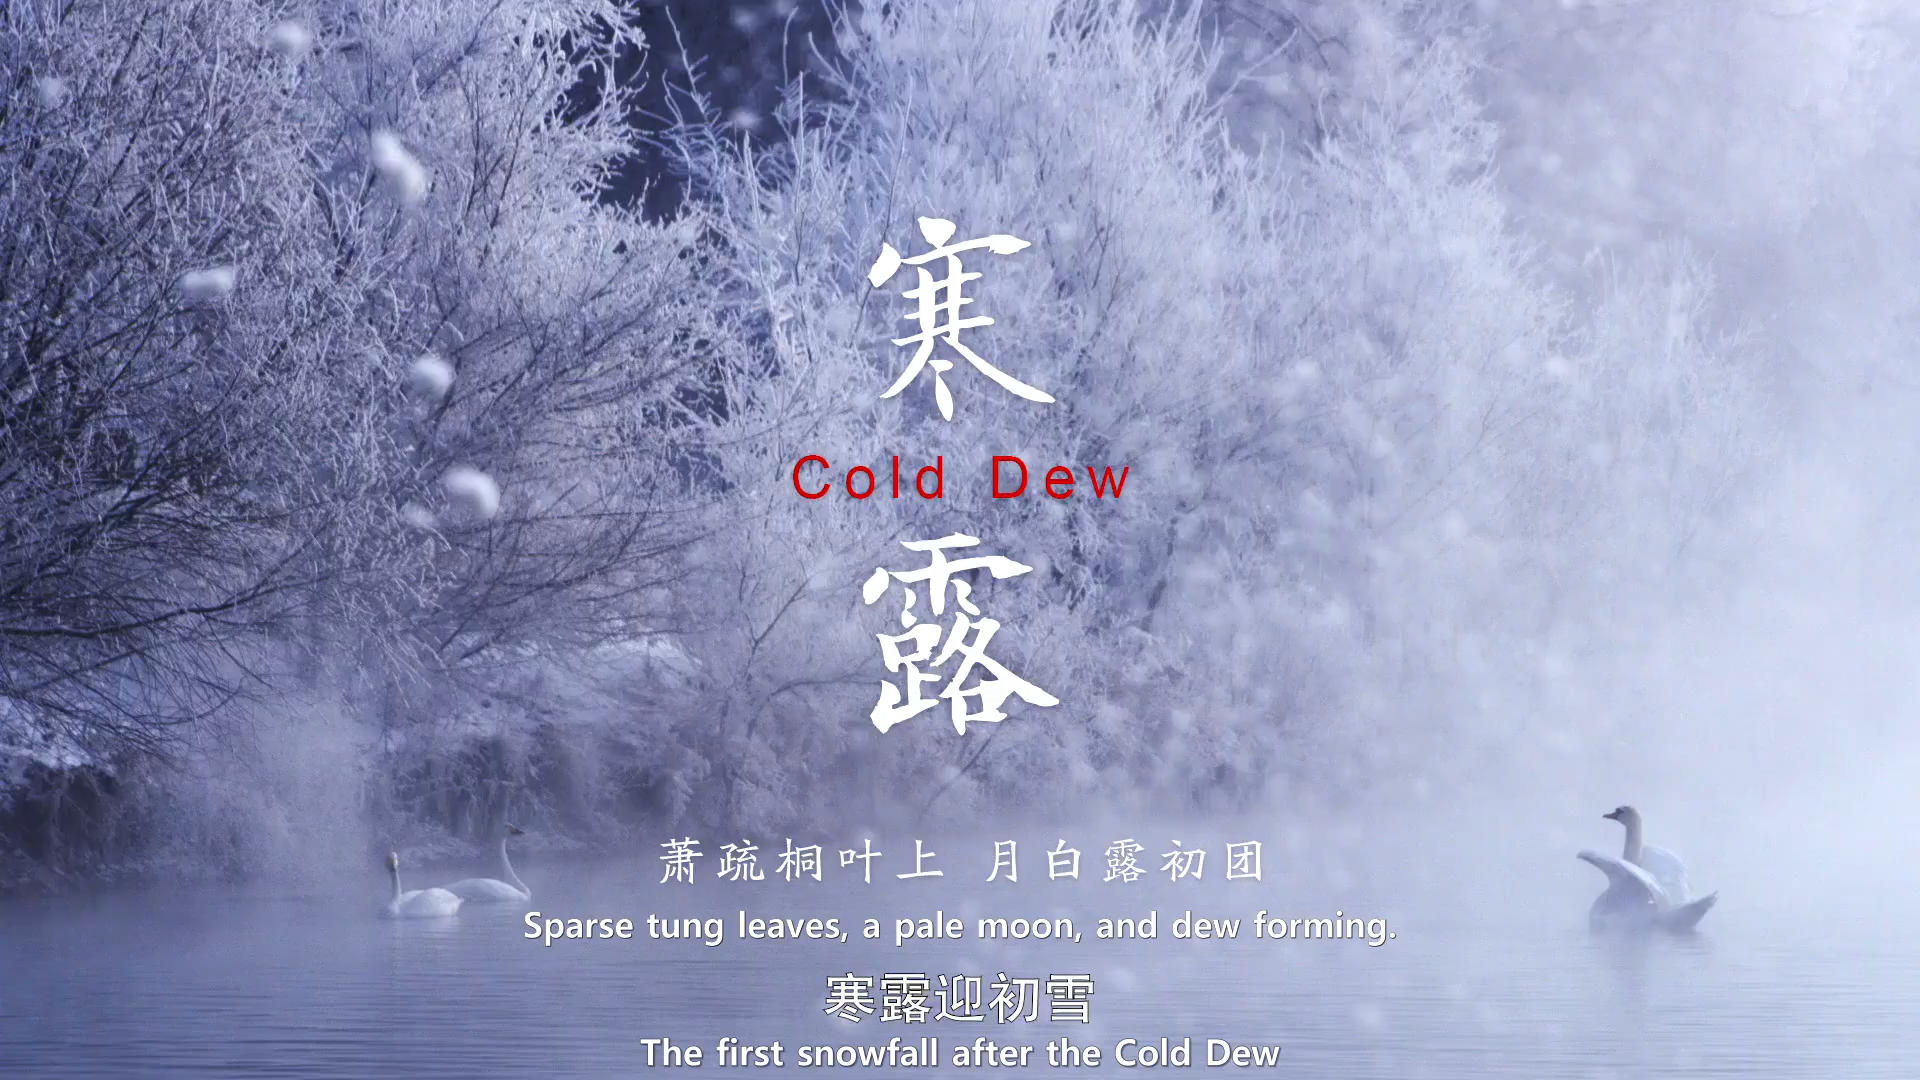 寒
Cold Dew
露
萧疏桐叶上 月白露初团
Sparse tung leaves, a pale moon, and dew forming.
寒露迎初雪
The first snowfall after the Cold Dew